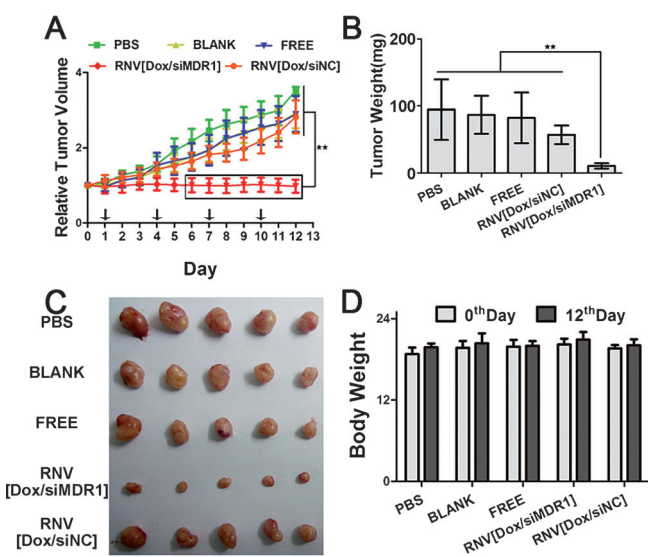 A
PBS BLANK FREE
RNV[Dox/siMDR1] RNV[Dox/siNC]
Relative Tumor Volume
4
2
0
**
0 1 2 3 4 5 6 7 8 9 10 11 12 13
Day
B
Tumor Weight(mg)
200
100
0
**
PBS
BLANK
FREE
RNV[Dox/siNC]
RNV[Dox/siMDR1]
C
PBS
BLANK
FREE
RNV
[Dox/siMDR1]
RNV
[Dox/siNC]
D
0thDay 12thDay
Body Weight
24
12
0
PBS
BLANK
FREE
RNV[Dox/siMDR1]
RNV[Dox/siNC]